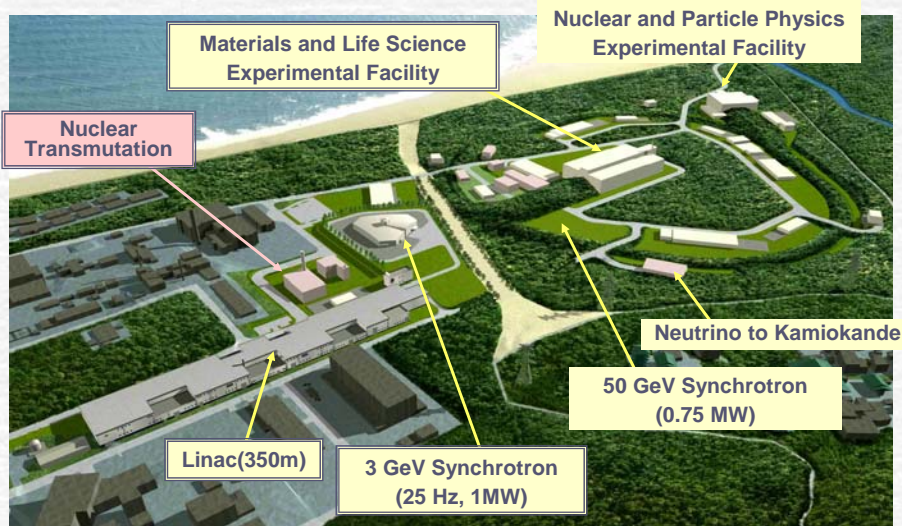 Nuclear and Particle Physics
Experimental Facility
Materials and Life Science
Experimental Facility
Nuclear
Transmutation
Neutrino to Kamiokande
50 GeV Synchrotron
(0.75 MW)
Linac(350m)
3 GeV Synchrotron
(25 Hz, 1MW)